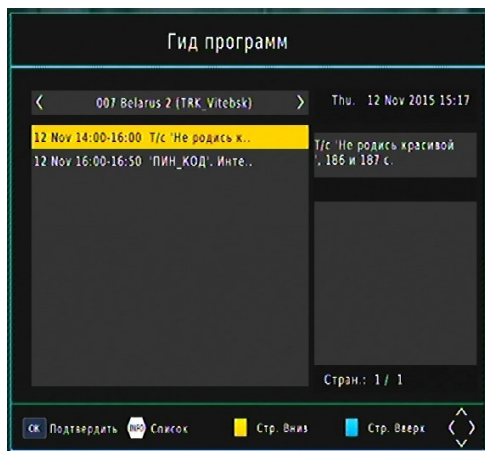 Гид программ
007 Belarus 2 (TRK_Vitebsk)
Thu. 12 Nov 2015 15:17
12 Nov 14:00-16:00 Т/с 'Не родись к..
12 Nov 16:00-16:50 'ПИН_КОД'. Инте..
Т/с 'Не родись красивой
', 186 и 187 с.
Стран.: 1 / 1
OK Подтвердить INFO Список Стр. Вниз Стр. Вверх